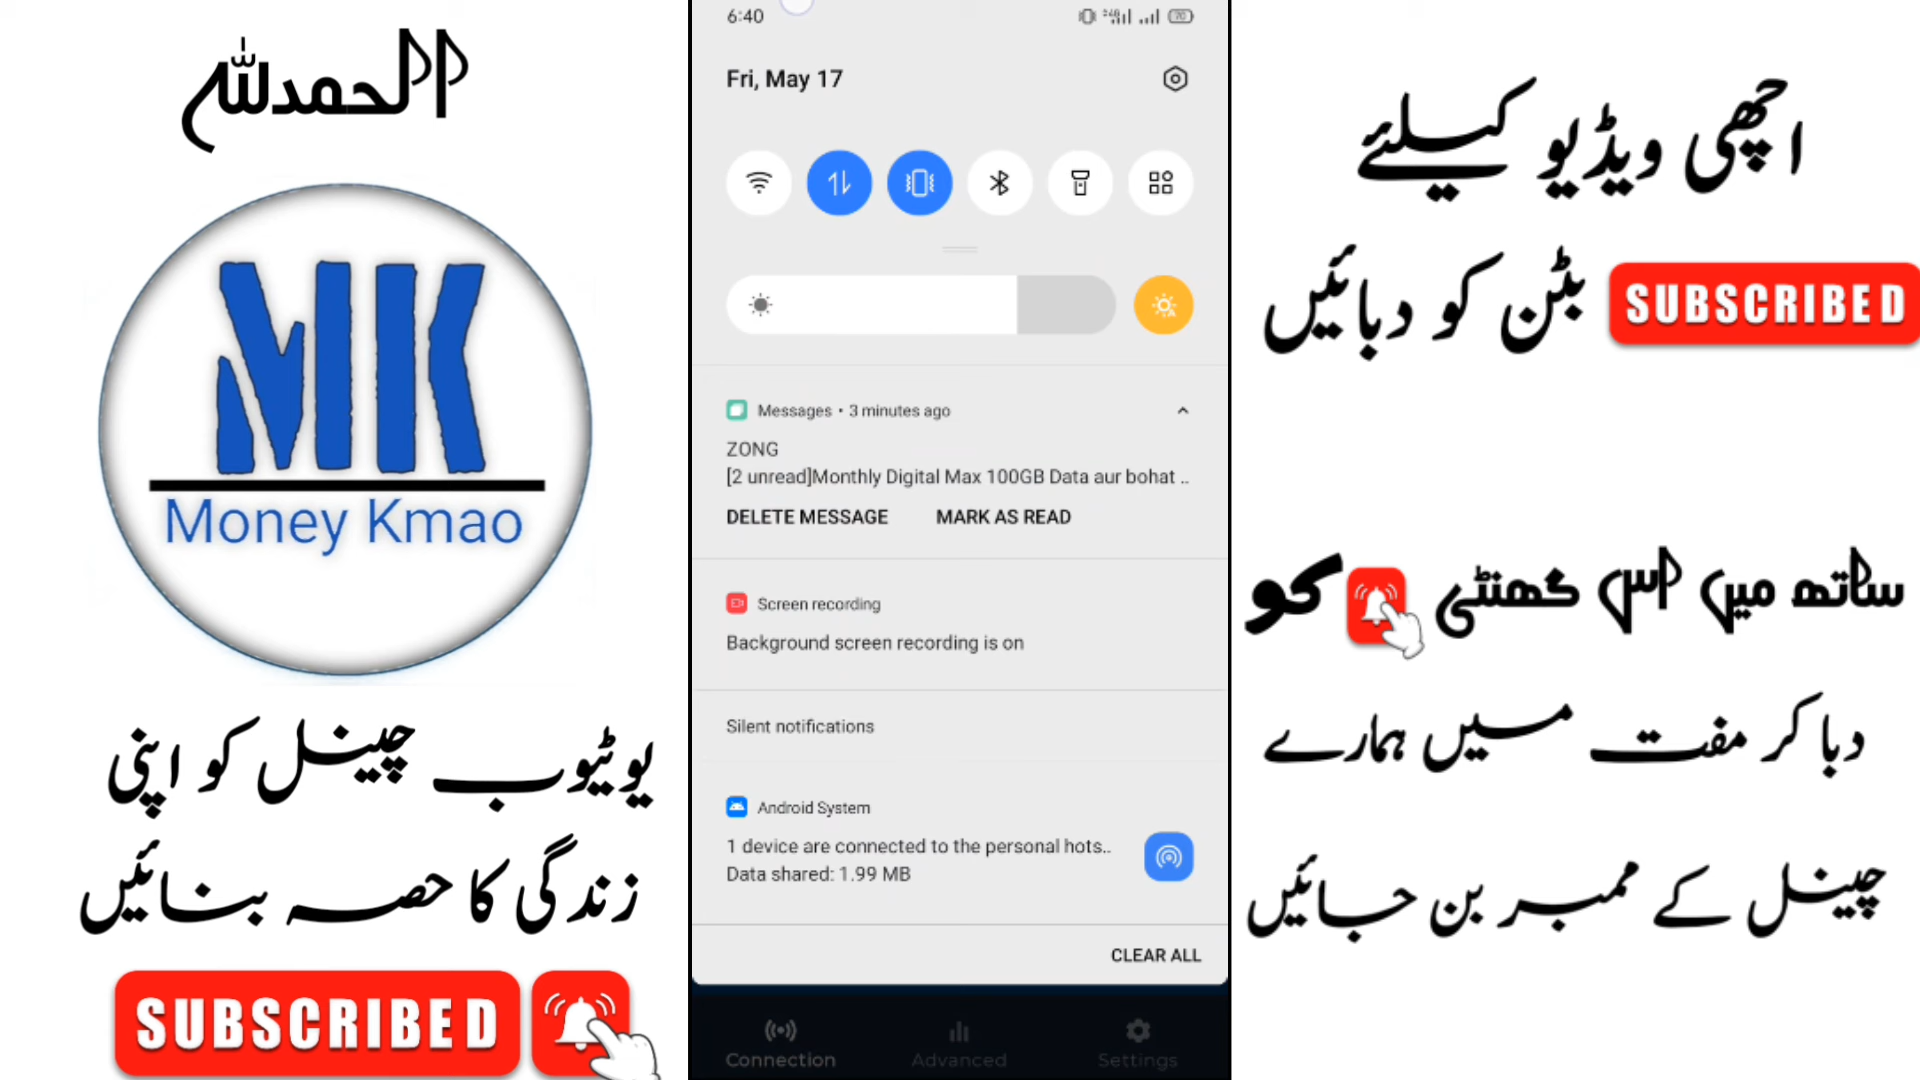 الحمدللہ
MK
Money Kmao
یوٹیوب چینل کو اپنی
زندگی کا حصہ بنائیں
SUBSCRIBED
6:40
70
Fri, May 17
Messages • 3 minutes ago
ZONG
[2 unread]Monthly Digital Max 100GB Data aur bohat ..
DELETE MESSAGE MARK AS READ
Screen recording
Background screen recording is on
Silent notifications
Android System
1 device are connected to the personal hots..
Data shared: 1.99 MB
CLEAR ALL
Connection Advanced Settings
اچھی ویڈیو کیلئے
بٹن کو دبائیں SUBSCRIBED
ساتھ میں اس گھنٹی کو
دبا کر مفت میں ہمارے
چینل کے ممبر بن جائیں